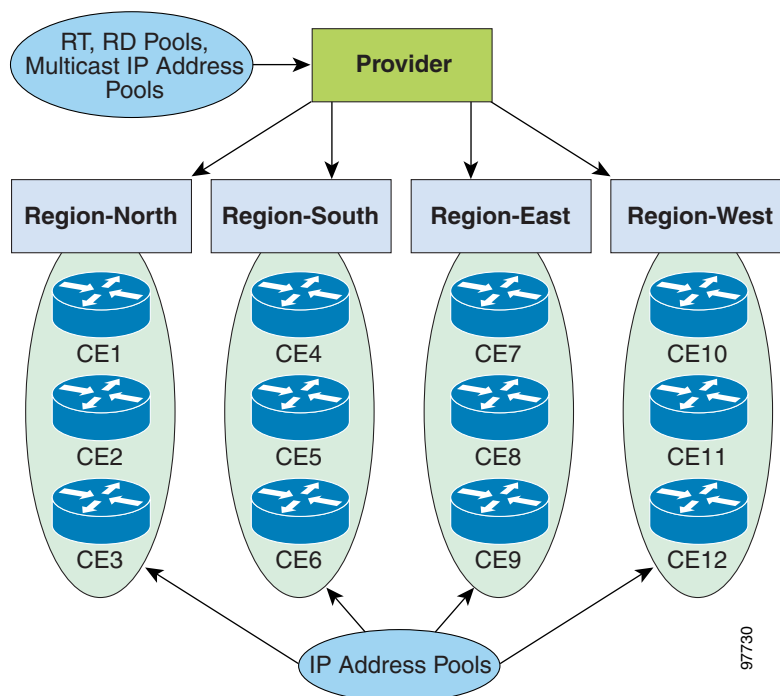 RT, RD Pools,
Multicast IP Address
Pools
Provider
Region-North
Region-South
Region-East
Region-West
CE1
CE4
CE7
CE10
CE2
CE5
CE8
CE11
CE3
CE6
CE9
CE12
IP Address Pools
97730